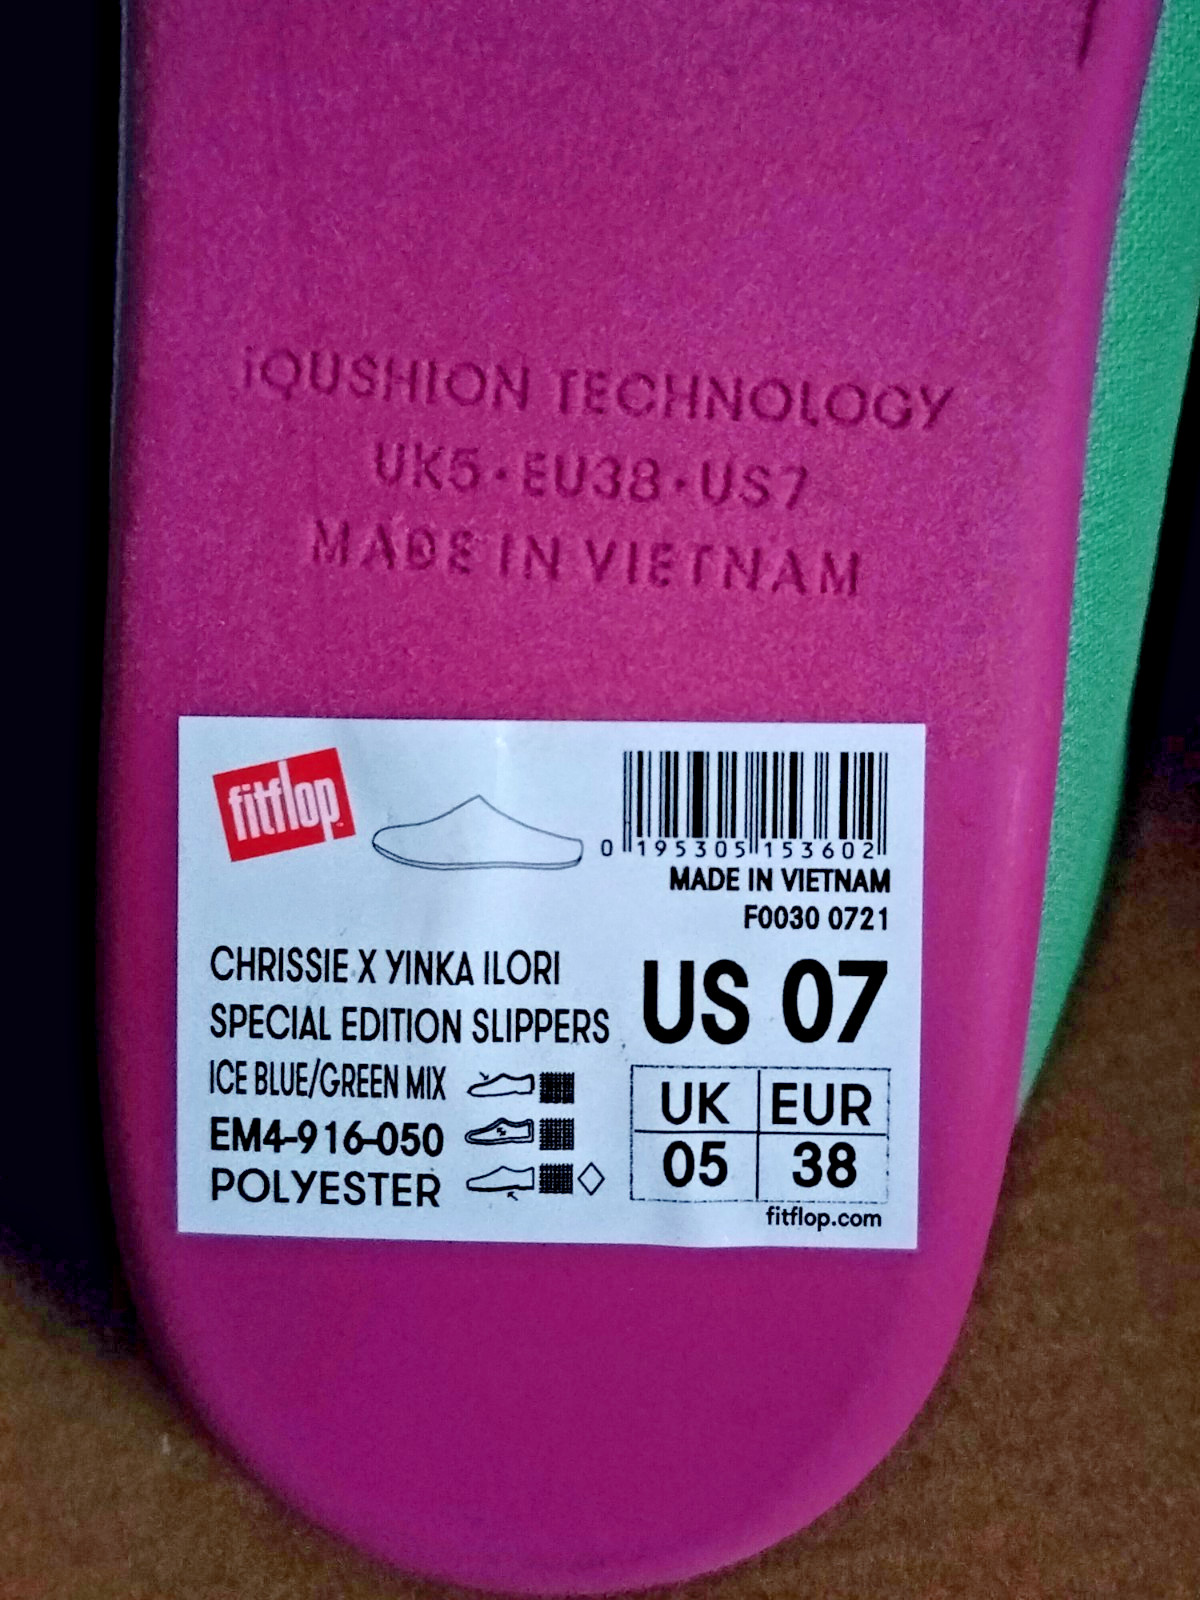 iQUSHION TECHNOLOGY
UK5·EU38·US7
MADE IN VIETNAM
fitflop™
0 195305 153602
MADE IN VIETNAM
F0030 0721
CHRISSIE X YINKA ILORI
SPECIAL EDITION SLIPPERS
ICE BLUE/GREEN MIX
EM4-916-050
POLYESTER
US 07
UK EUR
05 38
fitflop.com